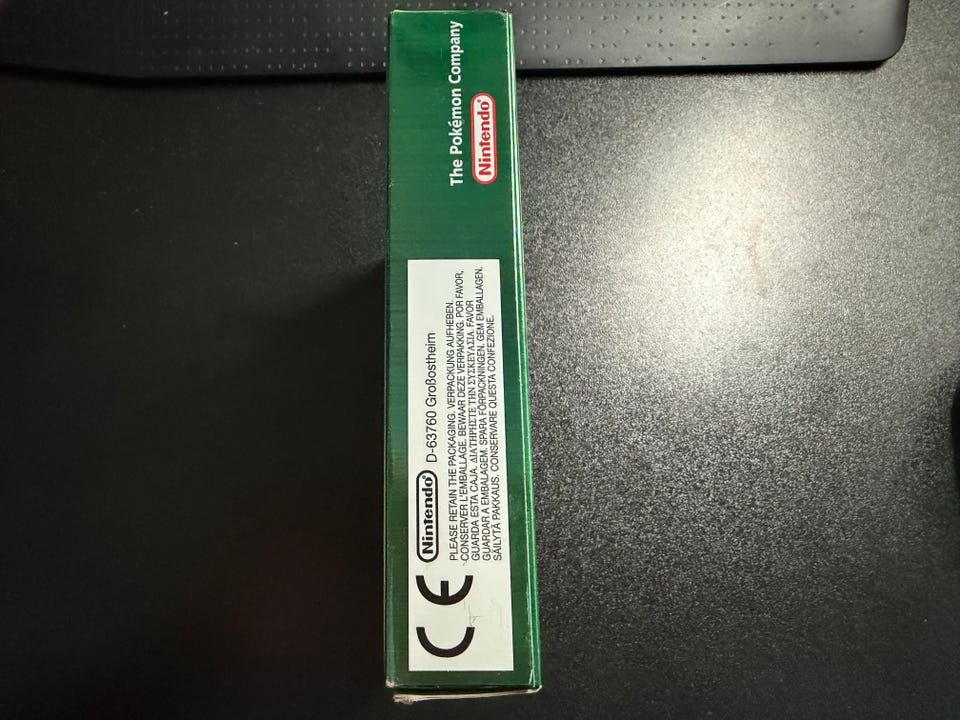 The Pokémon Company
Nintendo®
CE
Nintendo® D-63760 Großostheim
PLEASE RETAIN THE PACKAGING. VERPACKUNG AUFHEBEN.
CONSERVER L'EMBALLAGE. BEWAAR DEZE VERPAKKING. POR FAVOR,
GUARDA ESTA CAJA. ΔΙΑΤΗΡΗΣΤΕ ΤΗΝ ΣΥΣΚΕΥΑΣΙΑ. FAVOR
GUARDAR A EMBALAGEM. SPARA FÖRPACKNINGEN. GEM EMBALLAGEN.
SÄILYTÄ PAKKAUS. CONSERVARE QUESTA CONFEZIONE.